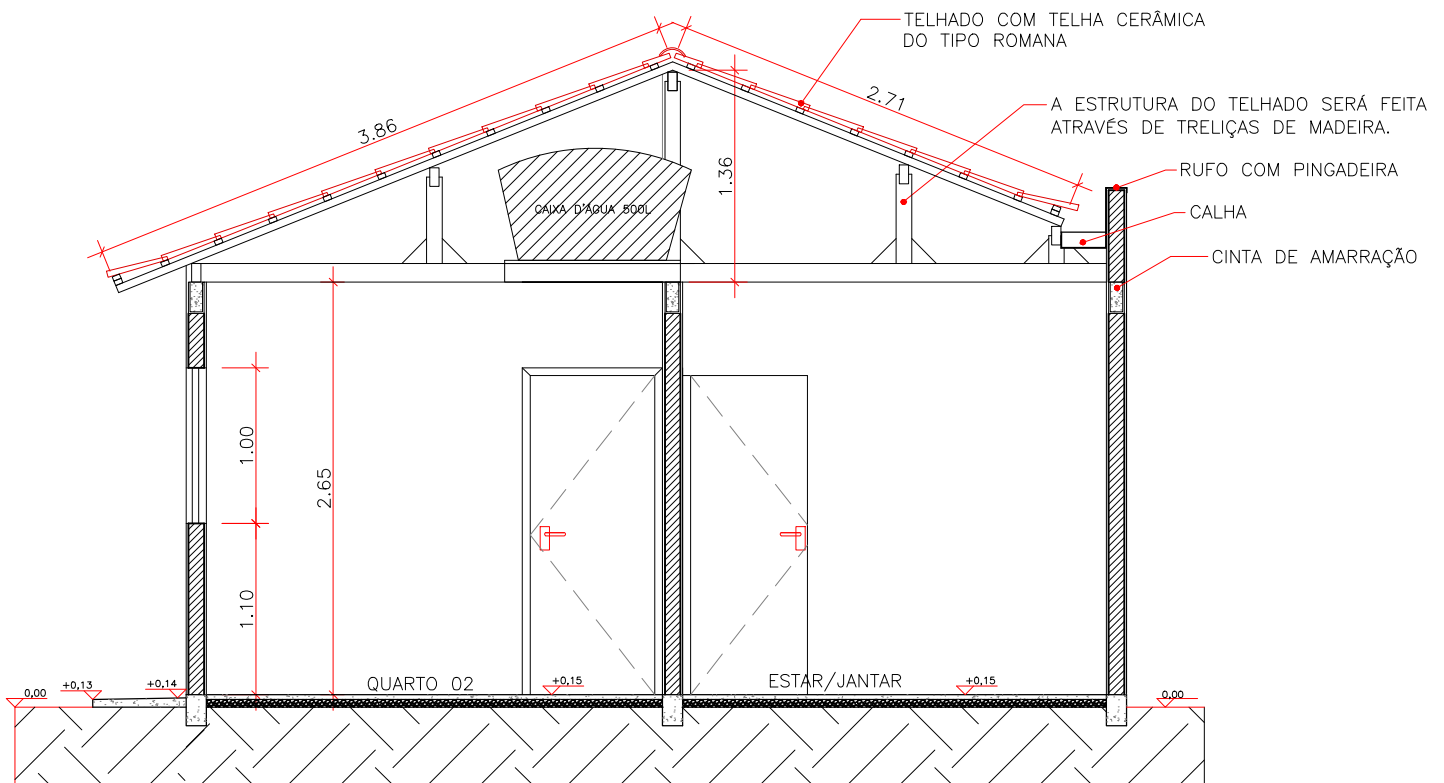 TELHADO COM TELHA CERÂMICA
DO TIPO ROMANA
2.71
3.86
A ESTRUTURA DO TELHADO SERÁ FEITA
ATRAVÉS DE TRELIÇAS DE MADEIRA.
1.36
RUFO COM PINGADEIRA
CAIXA D'ÁGUA 500L
CALHA
CINTA DE AMARRAÇÃO
1.00
2.65
1.10
QUARTO 02
ESTAR/JANTAR
0,00
+0,13
+0,14
+0,15
+0,15
0,00